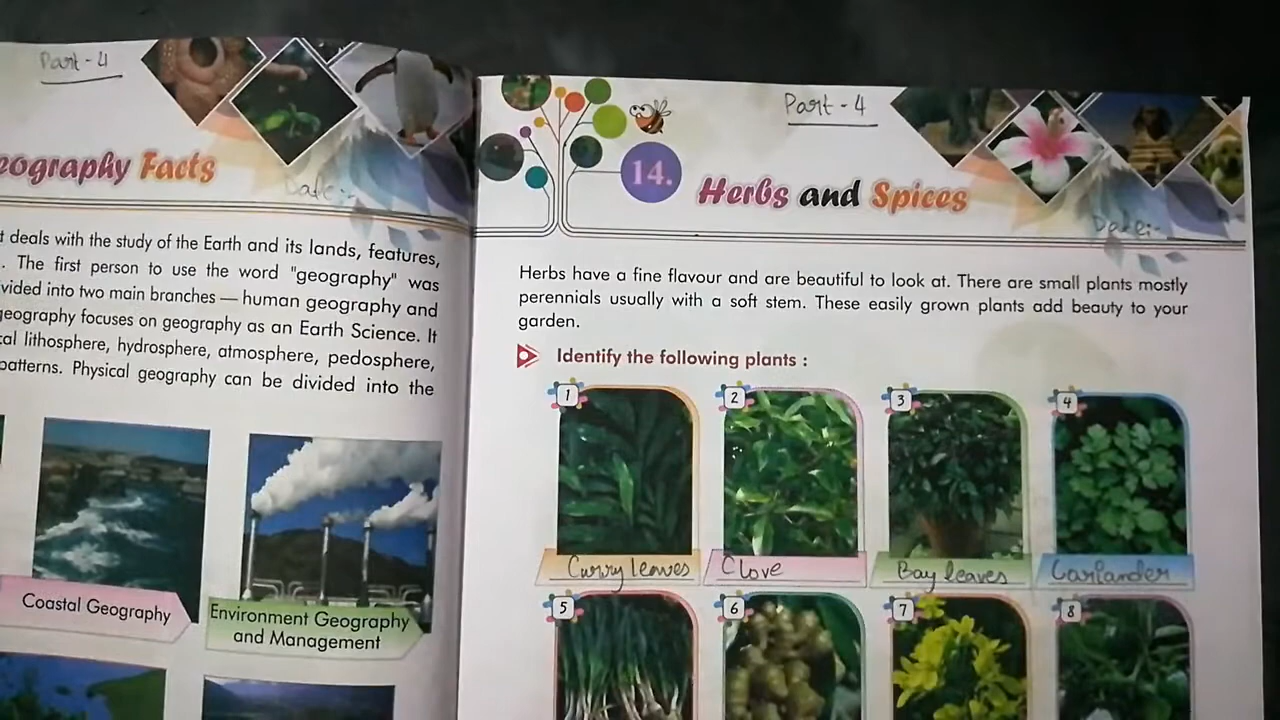 Part-4
eography Facts
Date:-
t deals with the study of the Earth and its lands, features,
. The first person to use the word "geography" was
vided into two main branches — human geography and
geography focuses on geography as an Earth Science. It
cal lithosphere, hydrosphere, atmosphere, pedosphere,
patterns. Physical geography can be divided into the
Coastal Geography
Environment Geography
and Management
Part-4
14. Herbs and Spices
Date:-
Herbs have a fine flavour and are beautiful to look at. There are small plants mostly
perennials usually with a soft stem. These easily grown plants add beauty to your
garden.
Identify the following plants :
1 2 3 4
Curry leaves Clove Bay leaves Coriander
5 6 7 8